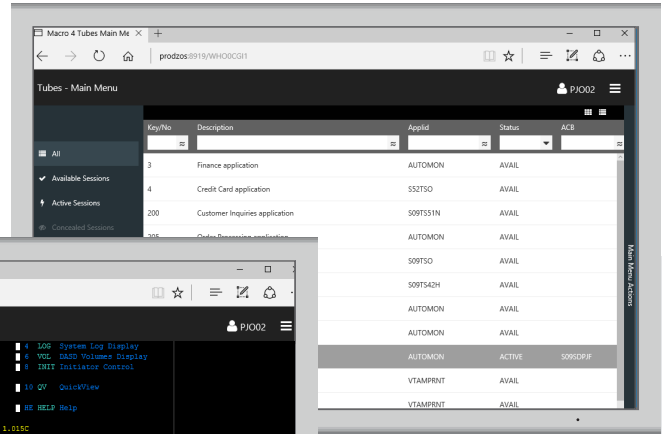 Macro 4 Tubes Main Me
prodzos:8919/WHO0CGI1
Tubes - Main Menu
PJO02
Key/No Description Applid Status ACB
All
Available Sessions
Active Sessions
Concealed Sessions
3 Finance application AUTOMON AVAIL
4 Credit Card application S52TSO AVAIL
200 Customer Inquiries application S09TS51N AVAIL
205 Order Processing application AUTOMON AVAIL
S09TSO AVAIL
S09TS42H AVAIL
AUTOMON AVAIL
AUTOMON AVAIL
AUTOMON ACTIVE S09SDPJF
VTAMPRNT AVAIL
VTAMPRNT AVAIL
Main Menu Actions
PJO02
4 LOG System Log Display
6 VOL DASD Volumes Display
8 INIT Initiator Control
10 QV QuickView
HE HELP Help
1.015C